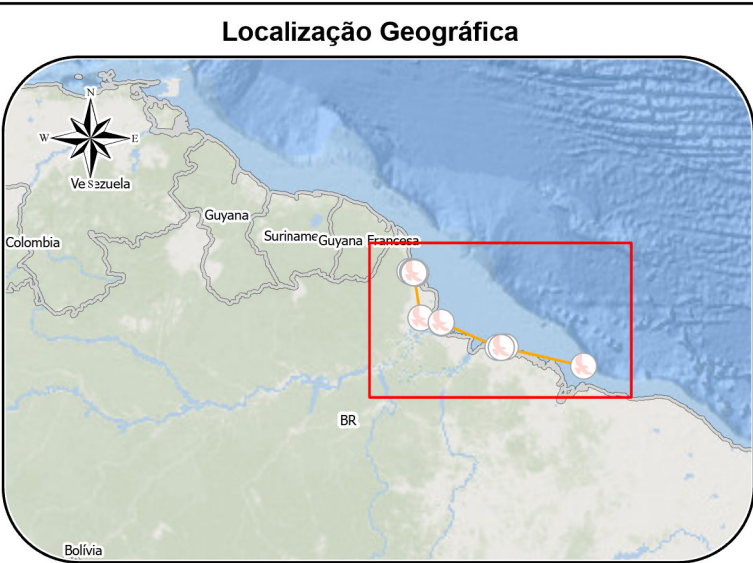 Localização Geográfica
N
W
E
S
Venezuela
Guyana
Colombia
Suriname
Guyana Francesa
BR
Bolívia